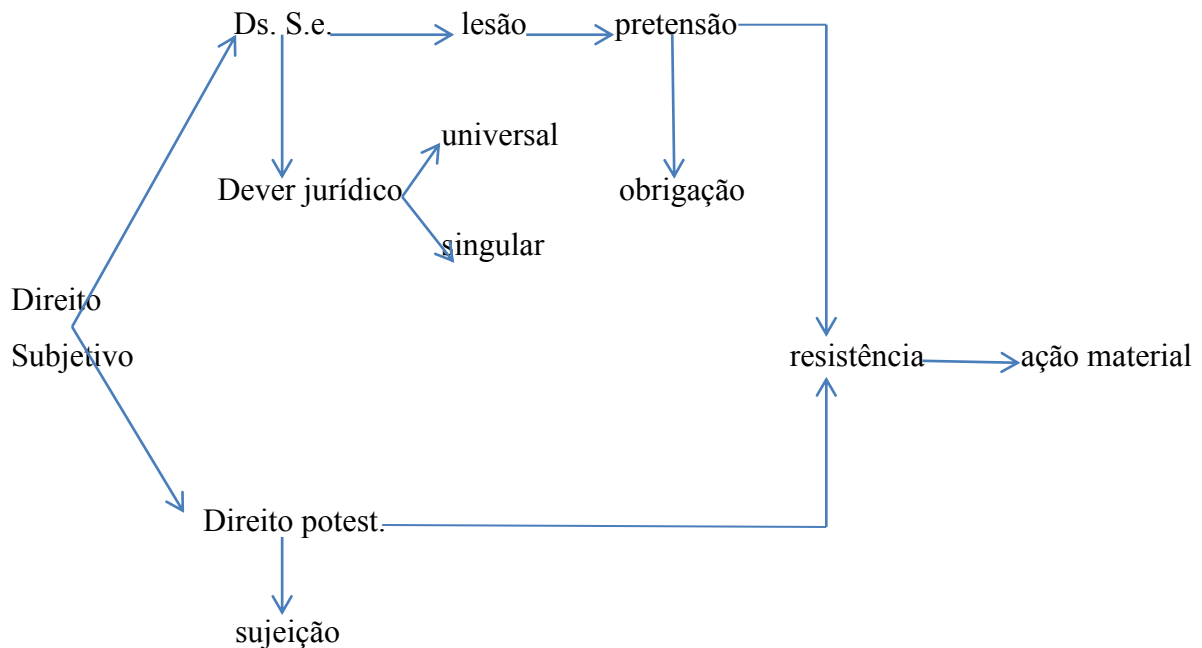 Ds. S.e. lesão pretensão
universal
Dever jurídico obrigação
singular
Direito
Subjetivo resistência ação material
Direito potest.
sujeição